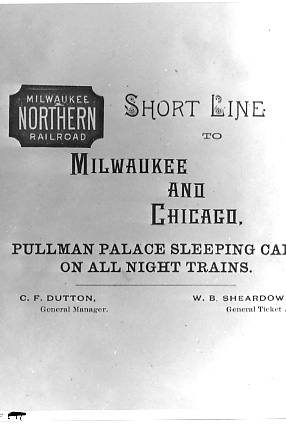 MILWAUKEE
NORTHERN
RAILROAD
SHORT LINE
TO
MILWAUKEE
AND
CHICAGO,
PULLMAN PALACE SLEEPING CAR
ON ALL NIGHT TRAINS.
C. F. DUTTON,
General Manager.
W. B. SHEARDOW
General Ticket